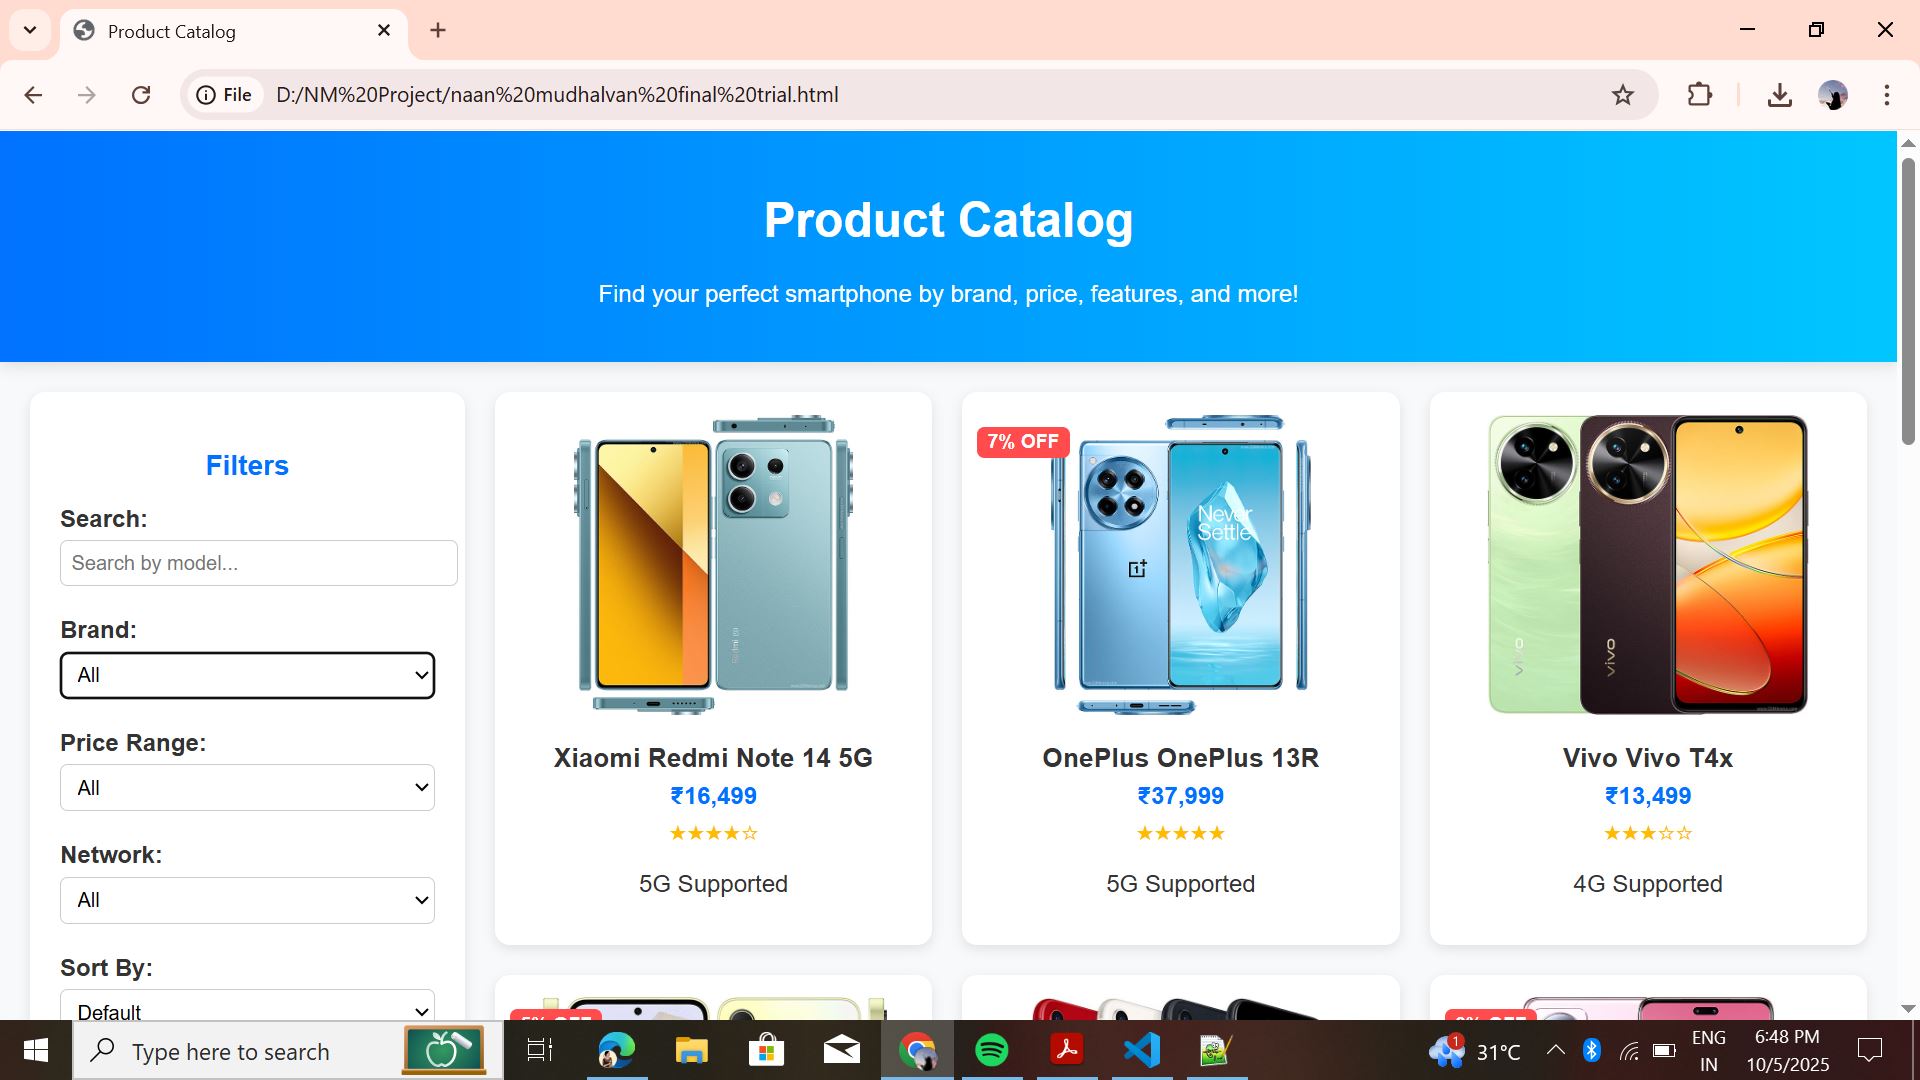 Product Catalog
File
D:/NM%20Project/naan%20mudhalvan%20final%20trial.html
Product Catalog
Find your perfect smartphone by brand, price, features, and more!
Filters
Search:
Search by model...
Brand:
All
Price Range:
All
Network:
All
Sort By:
Default
Redmi
Xiaomi Redmi Note 14 5G
₹16,499
★★★★☆
5G Supported
7% OFF
Never
Settle
OnePlus OnePlus 13R
₹37,999
★★★★★
5G Supported
vivo
vivo
Vivo Vivo T4x
₹13,499
★★★☆☆
4G Supported
Type here to search
1
31°C
ENG
IN
6:48 PM
10/5/2025